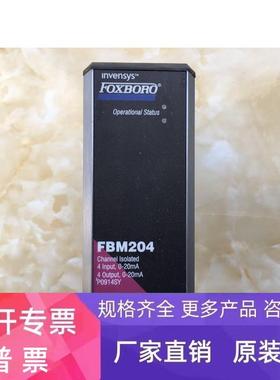 invensys™
FOXBORO®
Operational Status
FBM204
Channel Isolated
4 Input, 0-20mA
4 Output, 0-20mA
P0914SY
开专票
普票
规格齐全 更多产品 咨
厂家直销 原装